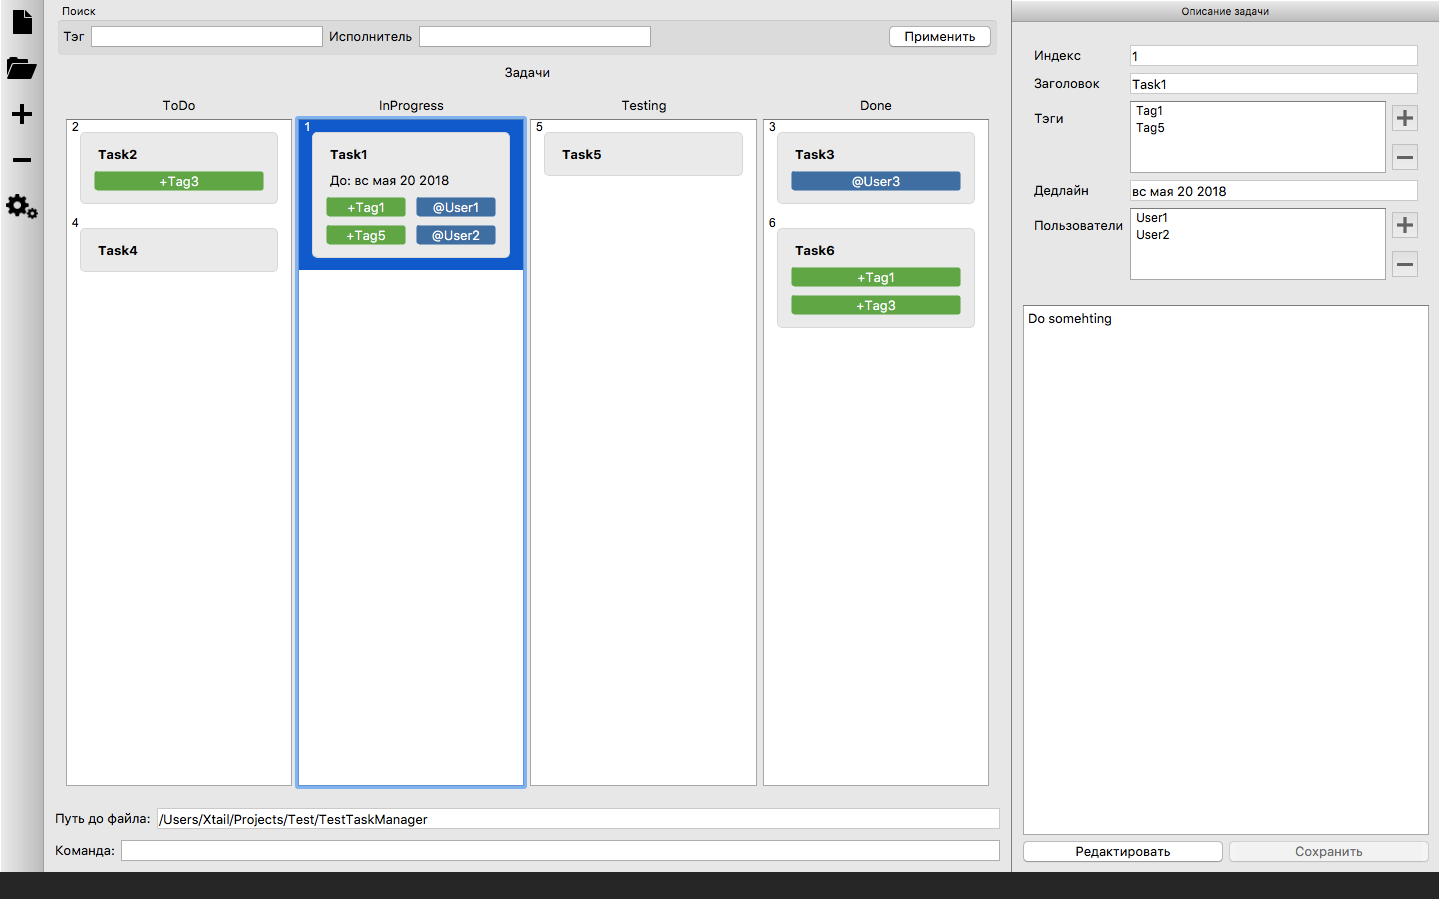 Поиск
Тэг
Исполнитель
Применить
Задачи
ToDo
InProgress
Testing
Done
2
Task2
+Tag3
4
Task4
1
Task1
До: вс мая 20 2018
+Tag1 @User1
+Tag5 @User2
5
Task5
3
Task3
@User3
6
Task6
+Tag1
+Tag3
Путь до файла: /Users/Xtail/Projects/Test/TestTaskManager
Команда:
Описание задачи
Индекс 1
Заголовок Task1
Тэги
Tag1
Tag5
Дедлайн вс мая 20 2018
Пользователи
User1
User2
Do somehting
Редактировать
Сохранить